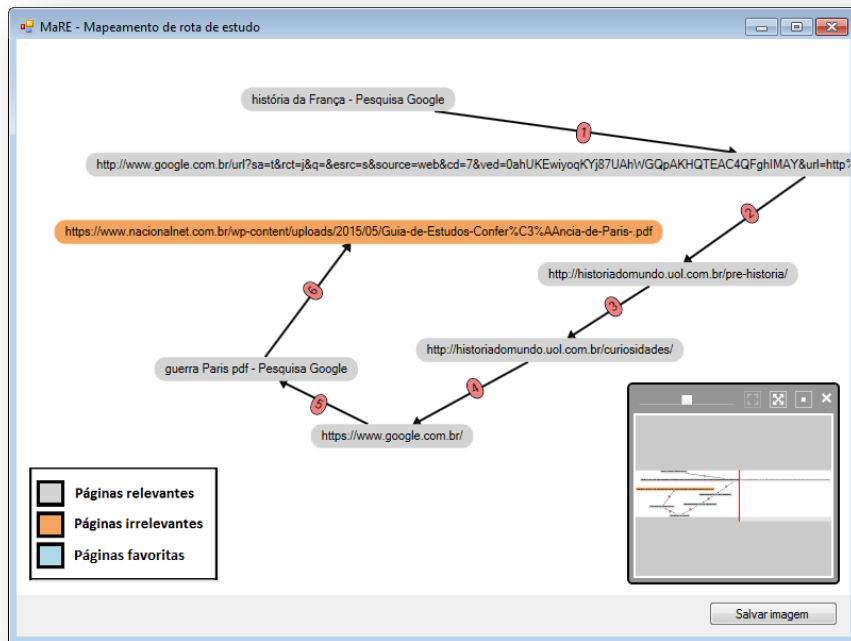 MaRE - Mapeamento de rota de estudo
história da França - Pesquisa Google
1
http://www.google.com.br/url?sa=t&rct=j&q=&esrc=s&source=web&cd=7&ved=0ahUKEwiyoqKYj87UAhWGQpAKHQTEAC4QFghIMAY&url=http%
2
https://www.nacionalnet.com.br/wp-content/uploads/2015/05/Guia-de-Estudos-Confer%C3%AAncia-de-Paris-.pdf
http://historiadomundo.uol.com.br/pre-historia/
6
3
http://historiadomundo.uol.com.br/curiosidades/
guerra Paris pdf - Pesquisa Google
4
5
https://www.google.com.br/
Páginas relevantes
Páginas irrelevantes
Páginas favoritas
Salvar imagem